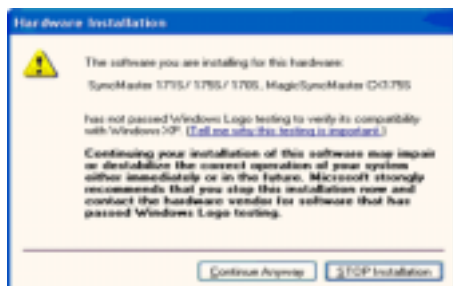 Hardware Installation
The software you are installing for this hardware:
SyncMaster 171S/ 175S/ 170S, MagicSyncMaster CX175S
has not passed Windows Logo testing to verify its compatibility
with Windows XP. (Tell me why this testing is important.)
Continuing your installation of this software may impair
or destabilize the correct operation of your system
either immediately or in the future. Microsoft strongly
recommends that you stop this installation now and
contact the hardware vendor for software that has
passed Windows Logo testing.
Continue Anyway
STOP Installation